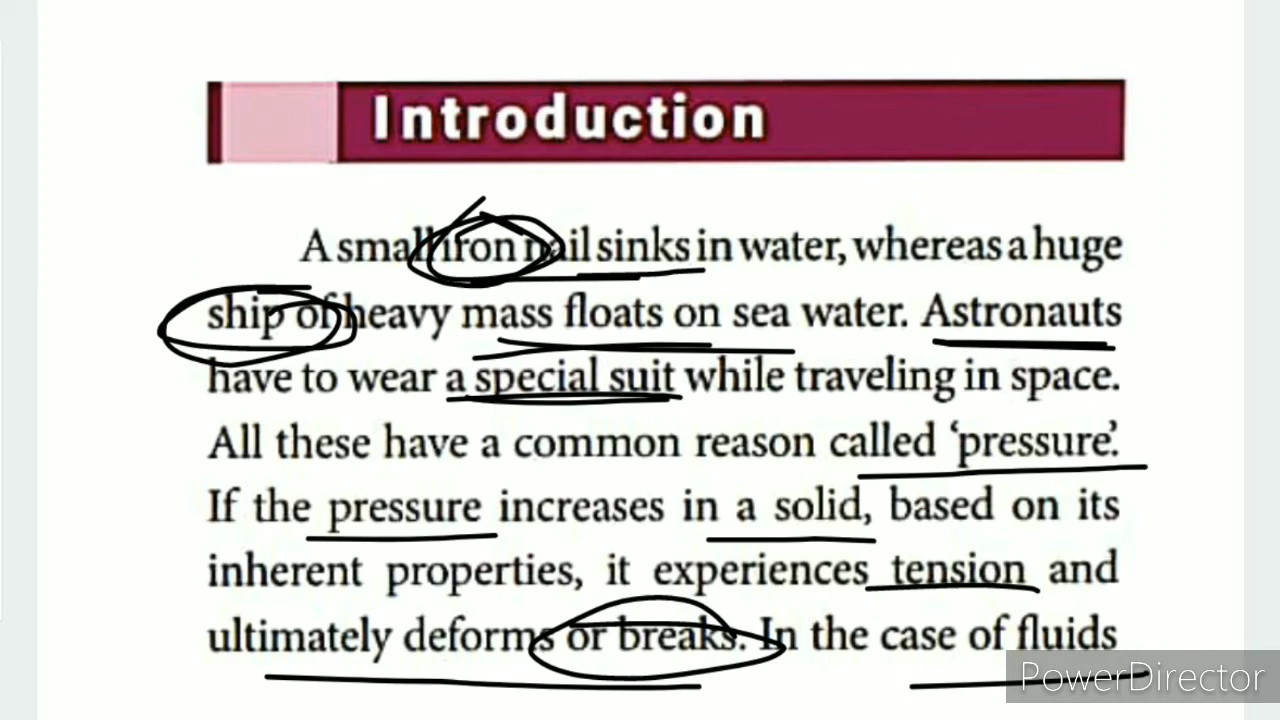 Introduction
A small iron nail sinks in water, whereas a huge
ship of heavy mass floats on sea water. Astronauts
have to wear a special suit while traveling in space.
All these have a common reason called ‘pressure’.
If the pressure increases in a solid, based on its
inherent properties, it experiences tension and
ultimately deforms or breaks. In the case of fluids
PowerDirector